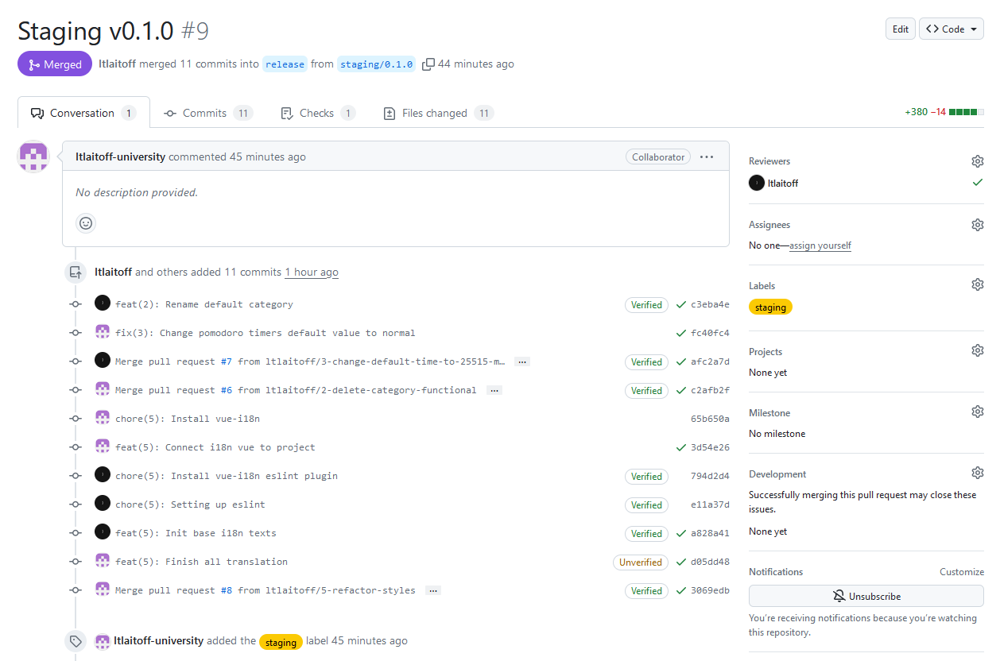 Staging v0.1.0 #9
Edit
Code
Merged
ltlaitoff merged 11 commits into release from staging/0.1.0 44 minutes ago
Conversation 1
Commits 11
Checks 1
Files changed 11
+380 −14
ltlaitoff-university commented 45 minutes ago
Collaborator
No description provided.
ltlaitoff and others added 11 commits 1 hour ago
feat(2): Rename default category Verified c3eba4e
fix(3): Change pomodoro timers default value to normal fc40fc4
Merge pull request #7 from ltlaitoff/3-change-default-time-to-25515-m… … Verified afc2a7d
Merge pull request #6 from ltlaitoff/2-delete-category-functional … Verified c2afb2f
chore(5): Install vue-i18n 65b650a
feat(5): Connect i18n vue to project 3d54e26
chore(5): Install vue-i18n eslint plugin Verified 794d2d4
chore(5): Setting up eslint Verified e11a37d
feat(5): Init base i18n texts Verified a828a41
feat(5): Finish all translation Unverified d05dd48
Merge pull request #8 from ltlaitoff/5-refactor-styles … Verified 3069edb
ltlaitoff-university added the staging label 45 minutes ago
Reviewers
ltlaitoff
Assignees
No one—assign yourself
Labels
staging
Projects
None yet
Milestone
No milestone
Development
Successfully merging this pull request may close these
issues.
None yet
Notifications
Customize
Unsubscribe
You're receiving notifications because you're watching
this repository.